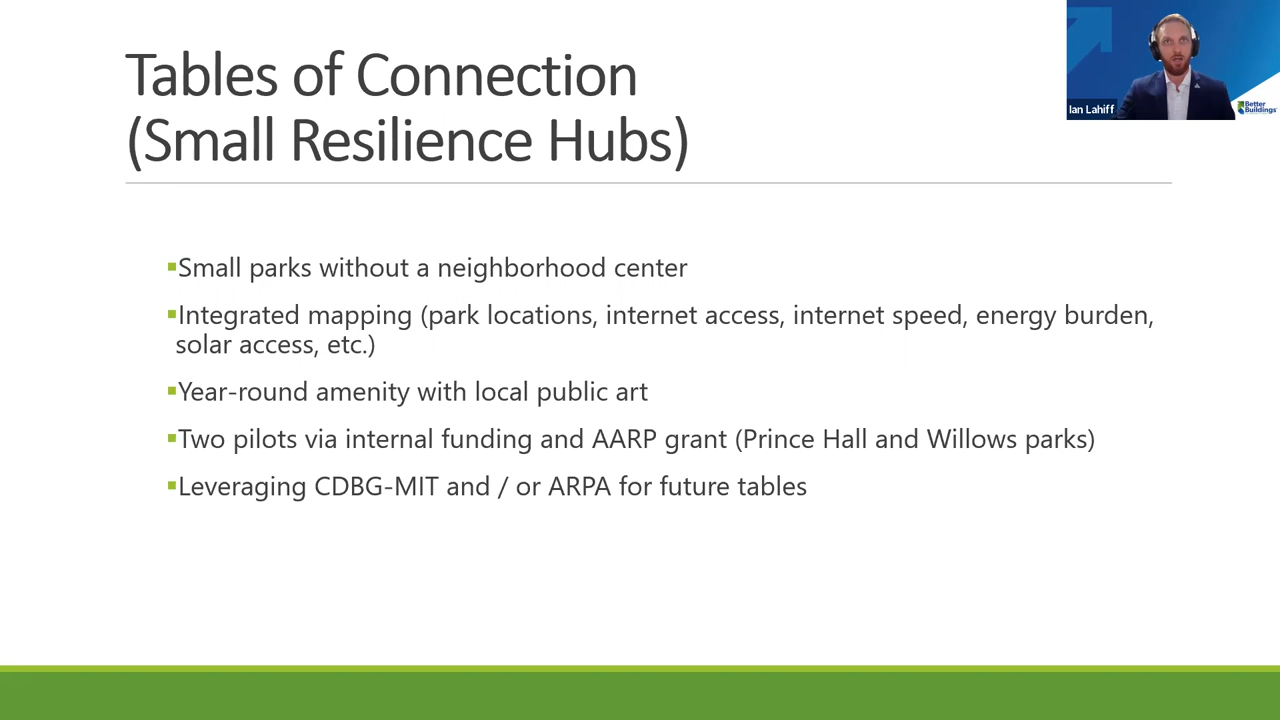 Tables of Connection
(Small Resilience Hubs)
Ian Lahiff
Better
Buildings
▪Small parks without a neighborhood center
▪Integrated mapping (park locations, internet access, internet speed, energy burden,
solar access, etc.)
▪Year-round amenity with local public art
▪Two pilots via internal funding and AARP grant (Prince Hall and Willows parks)
▪Leveraging CDBG-MIT and / or ARPA for future tables